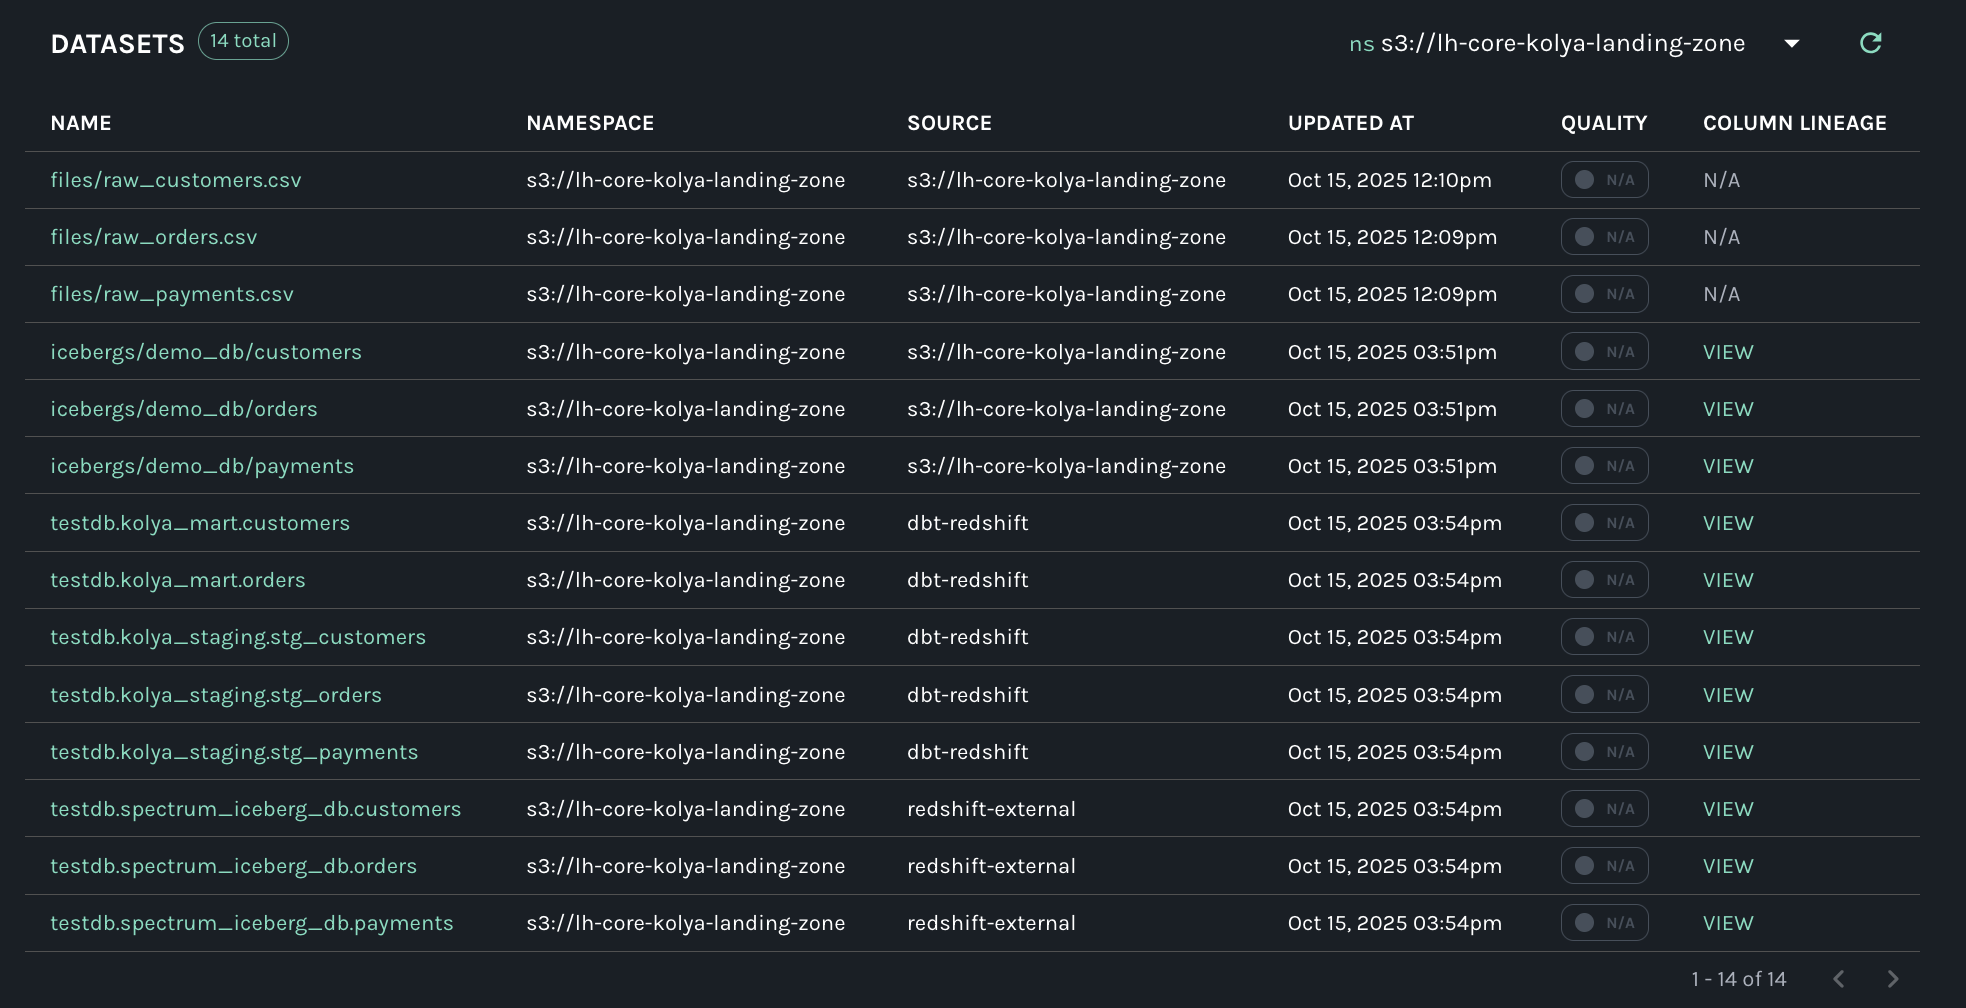 DATASETS 14 total ns s3://lh-core-kolya-landing-zone
NAME NAMESPACE SOURCE UPDATED AT QUALITY COLUMN LINEAGE
files/raw_customers.csv s3://lh-core-kolya-landing-zone s3://lh-core-kolya-landing-zone Oct 15, 2025 12:10pm N/A N/A
files/raw_orders.csv s3://lh-core-kolya-landing-zone s3://lh-core-kolya-landing-zone Oct 15, 2025 12:09pm N/A N/A
files/raw_payments.csv s3://lh-core-kolya-landing-zone s3://lh-core-kolya-landing-zone Oct 15, 2025 12:09pm N/A N/A
icebergs/demo_db/customers s3://lh-core-kolya-landing-zone s3://lh-core-kolya-landing-zone Oct 15, 2025 03:51pm N/A VIEW
icebergs/demo_db/orders s3://lh-core-kolya-landing-zone s3://lh-core-kolya-landing-zone Oct 15, 2025 03:51pm N/A VIEW
icebergs/demo_db/payments s3://lh-core-kolya-landing-zone s3://lh-core-kolya-landing-zone Oct 15, 2025 03:51pm N/A VIEW
testdb.kolya_mart.customers s3://lh-core-kolya-landing-zone dbt-redshift Oct 15, 2025 03:54pm N/A VIEW
testdb.kolya_mart.orders s3://lh-core-kolya-landing-zone dbt-redshift Oct 15, 2025 03:54pm N/A VIEW
testdb.kolya_staging.stg_customers s3://lh-core-kolya-landing-zone dbt-redshift Oct 15, 2025 03:54pm N/A VIEW
testdb.kolya_staging.stg_orders s3://lh-core-kolya-landing-zone dbt-redshift Oct 15, 2025 03:54pm N/A VIEW
testdb.kolya_staging.stg_payments s3://lh-core-kolya-landing-zone dbt-redshift Oct 15, 2025 03:54pm N/A VIEW
testdb.spectrum_iceberg_db.customers s3://lh-core-kolya-landing-zone redshift-external Oct 15, 2025 03:54pm N/A VIEW
testdb.spectrum_iceberg_db.orders s3://lh-core-kolya-landing-zone redshift-external Oct 15, 2025 03:54pm N/A VIEW
testdb.spectrum_iceberg_db.payments s3://lh-core-kolya-landing-zone redshift-external Oct 15, 2025 03:54pm N/A VIEW
1 - 14 of 14